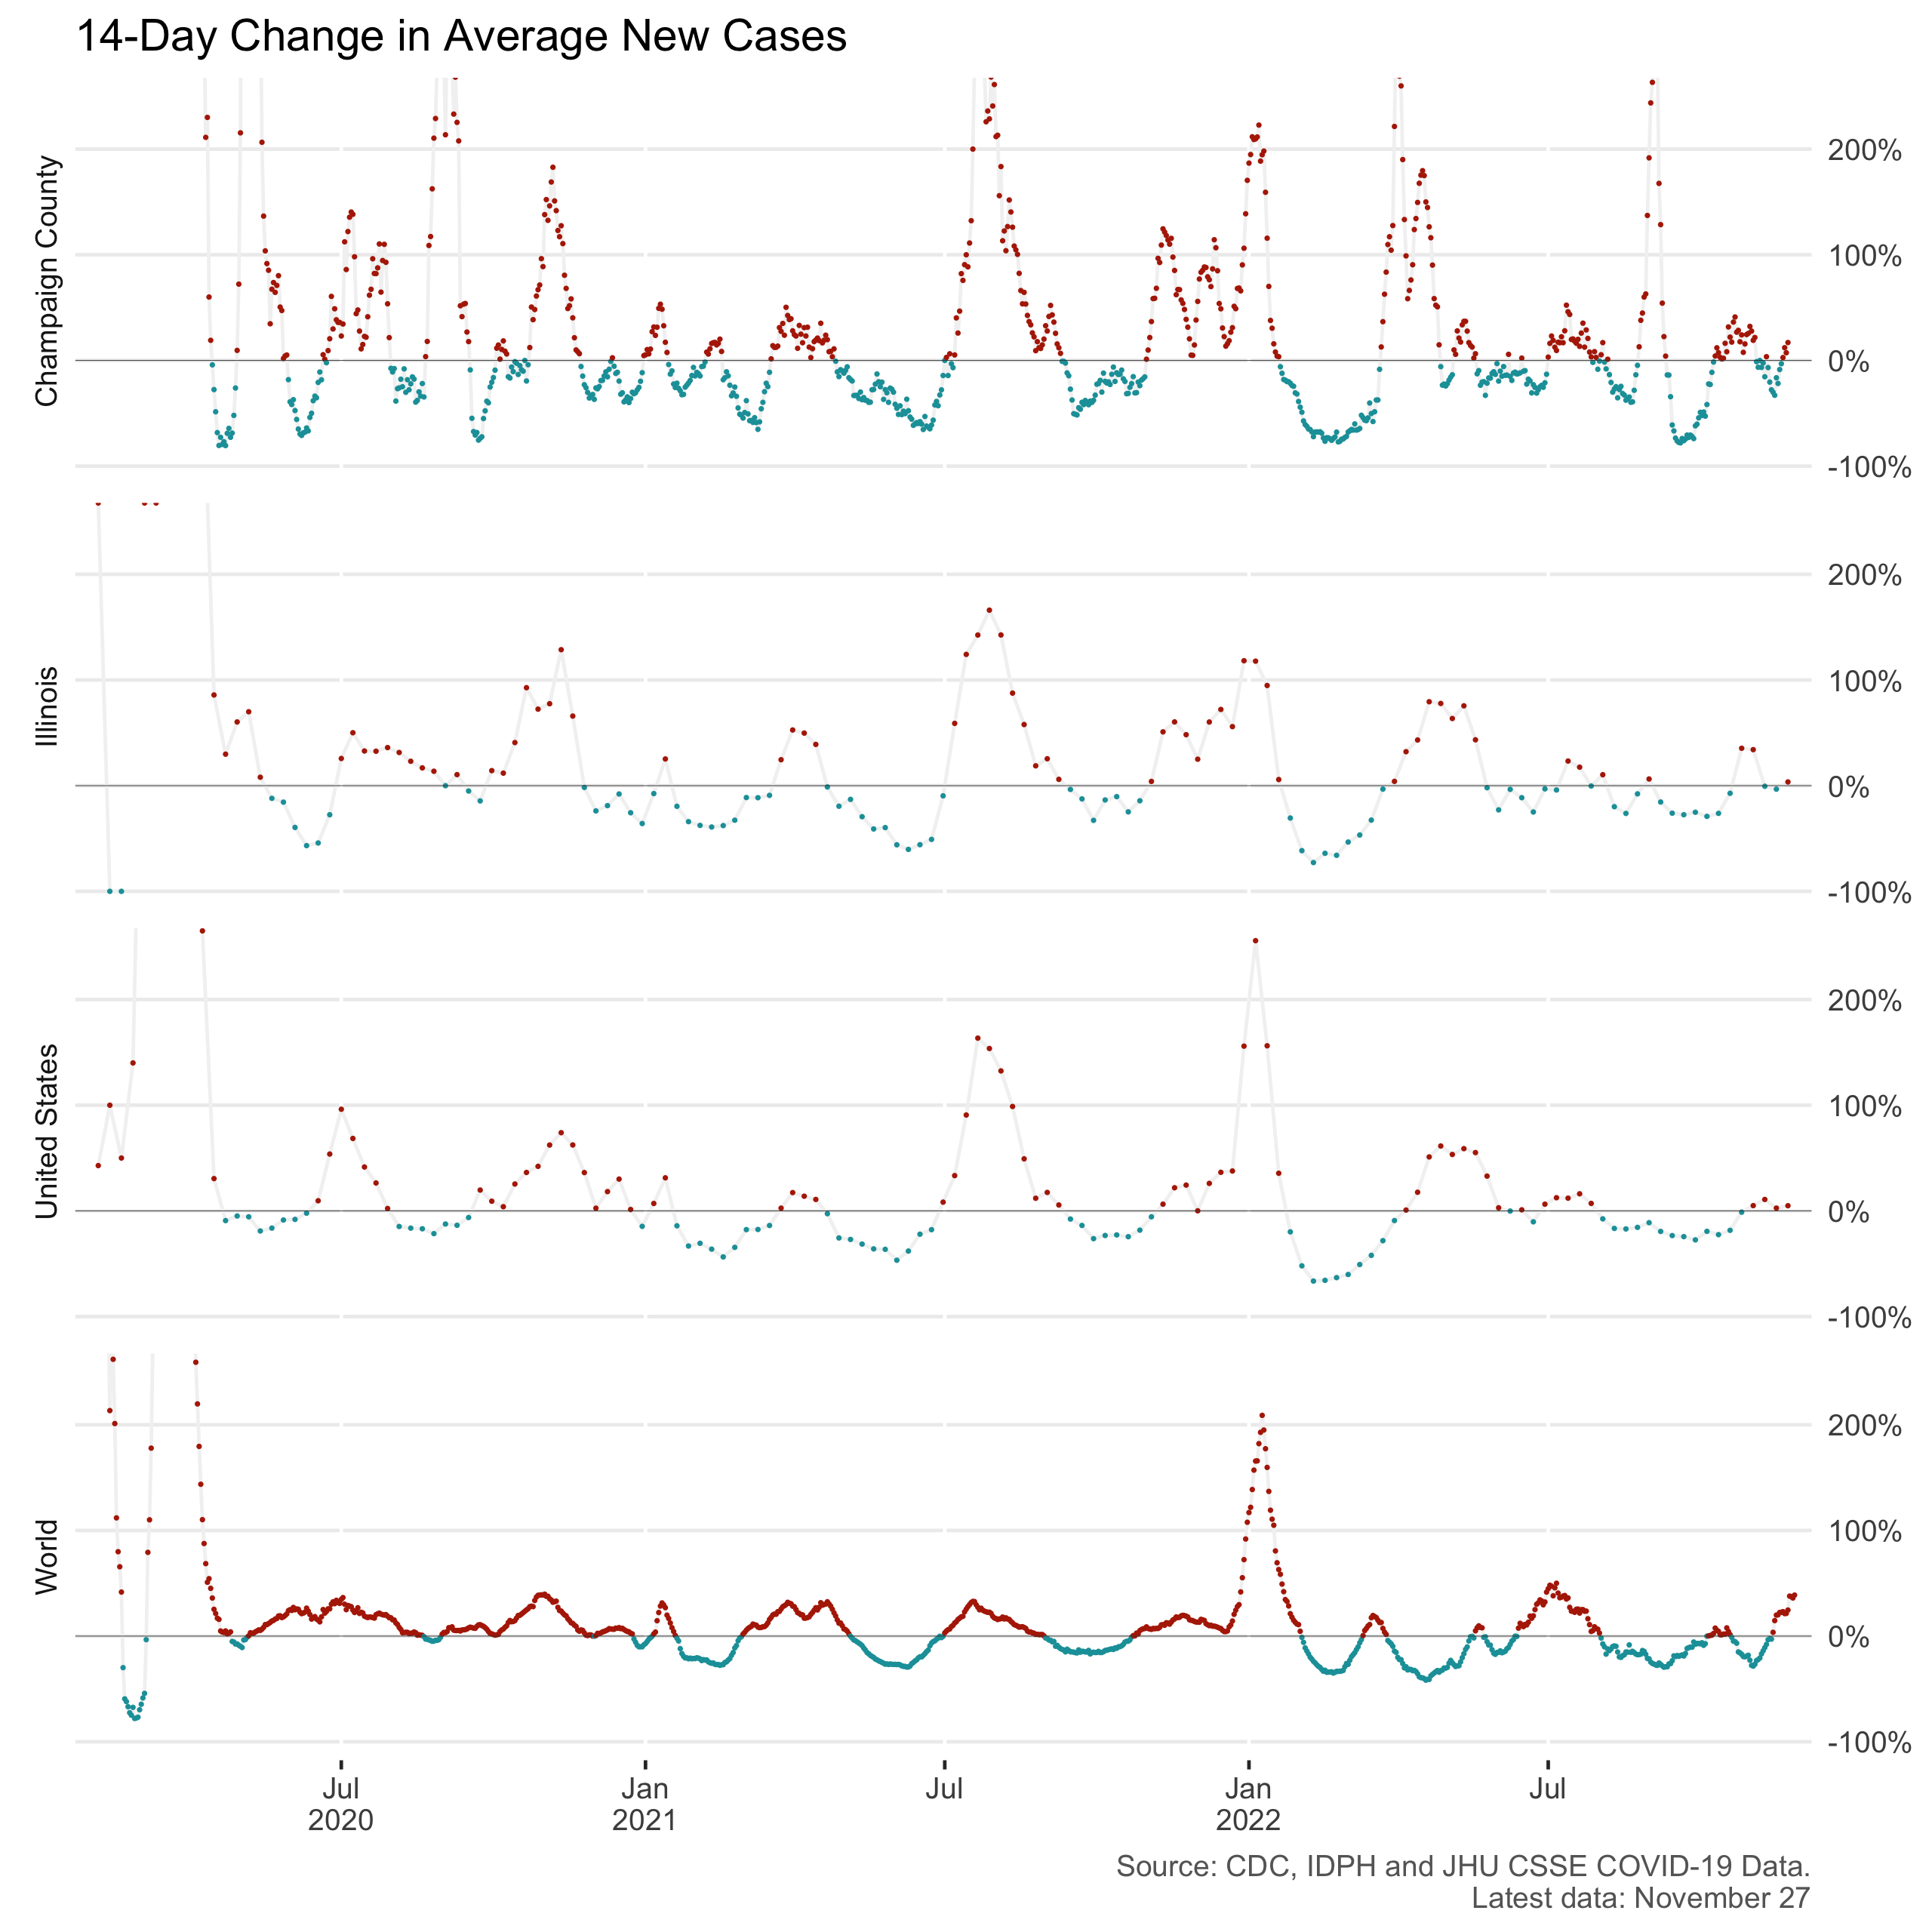 14-Day Change in Average New Cases
Champaign County
200%
100%
0%
-100%
Illinois
200%
100%
0%
-100%
United States
200%
100%
0%
-100%
World
200%
100%
0%
-100%
Jul
2020
Jan
2021
Jul
Jan
2022
Jul
Source: CDC, IDPH and JHU CSSE COVID-19 Data.
Latest data: November 27